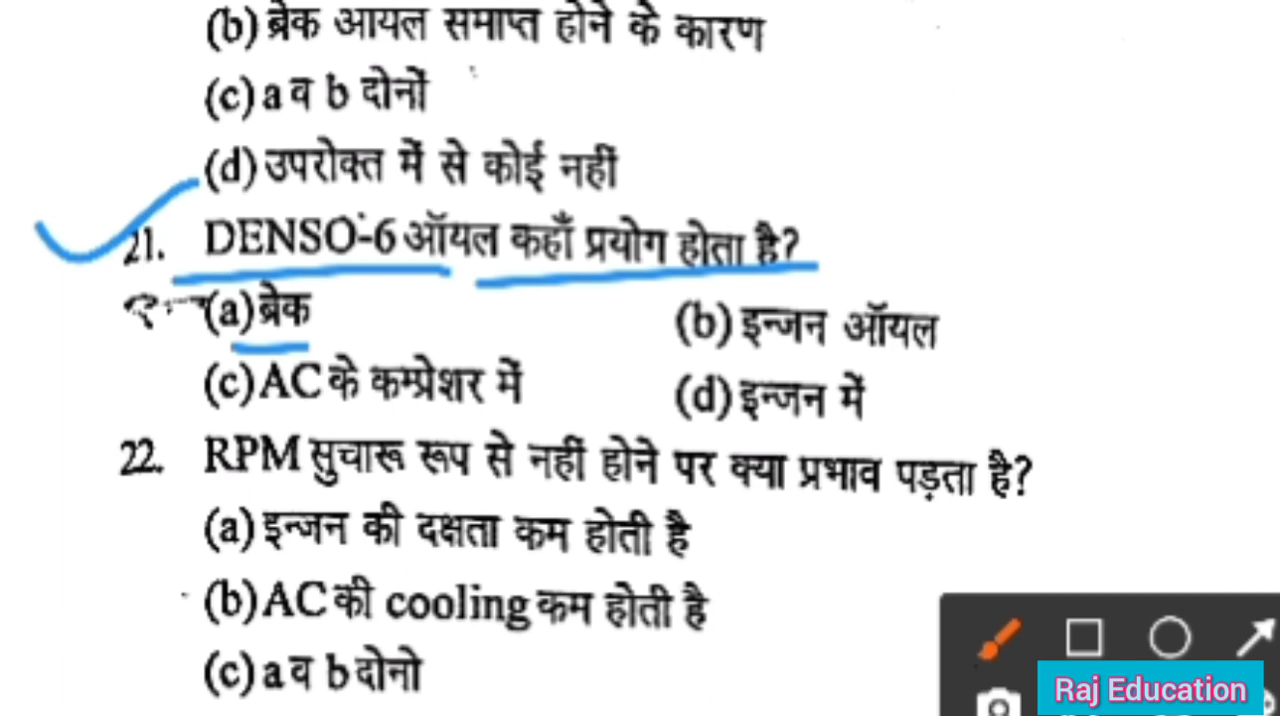 (b) ब्रेक आयल समाप्त होने के कारण
(c) a व b दोनों
(d) उपरोक्त में से कोई नहीं
21. DENSO-6 ऑयल कहाँ प्रयोग होता है?
(a) ब्रेक (b) इन्जन ऑयल
(c) AC के कम्प्रेशर में (d) इन्जन में
22. RPM सुचारू रूप से नहीं होने पर क्या प्रभाव पड़ता है?
(a) इन्जन की दक्षता कम होती है
(b) AC की cooling कम होती है
(c) a व b दोनो
Raj Education